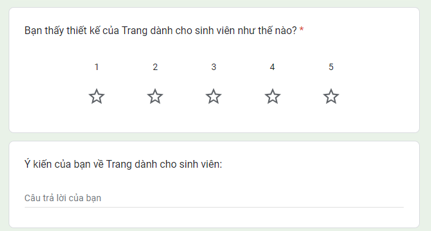 Bạn thấy thiết kế của Trang dành cho sinh viên như thế nào? *
1 2 3 4 5
Ý kiến của bạn về Trang dành cho sinh viên:
Câu trả lời của bạn